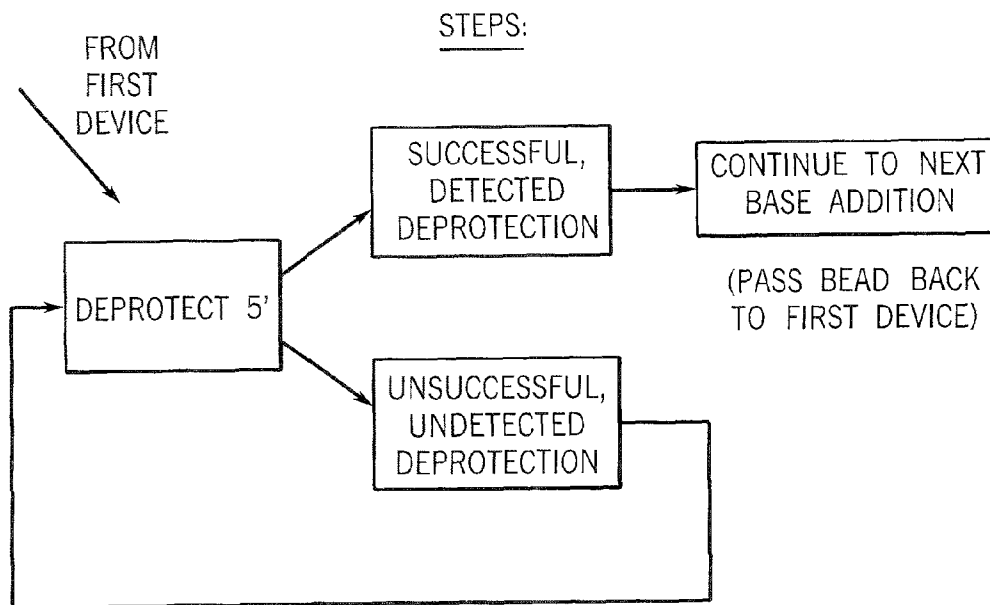 STEPS:
FROM
FIRST
DEVICE
SUCCESSFUL,
DETECTED
DEPROTECTION
CONTINUE TO NEXT
BASE ADDITION
(PASS BEAD BACK
TO FIRST DEVICE)
DEPROTECT 5'
UNSUCCESSFUL,
UNDETECTED
DEPROTECTION